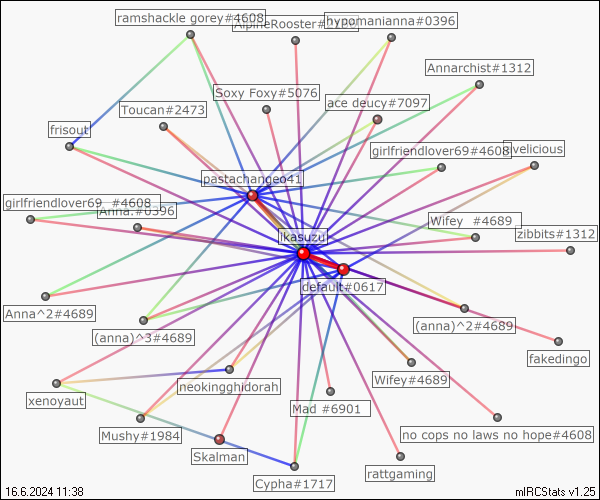 ramshackle gorey#4608
hypomanianna#0396
Annarchist#1312
Soxy Foxy#5076
Toucan#2473
ace deucy#7097
frisout
girlfriendlover69#4608
velicious
pastachangeo41
girlfriendlover69_#4608
Anna.#0396
Wifey_#4689
zibbits#1312
ikasuzu
default#0617
Anna^2#4689
(anna)^3#4689
(anna)^2#4689
fakedingo
neokingghidorah
Wifey#4689
xenoyaut
Mad_#6901
Mushy#1984
no cops no laws no hope#4608
Skalman
rattgaming
Cypha#1717
16.6.2024 11:38
mIRCStats v1.25